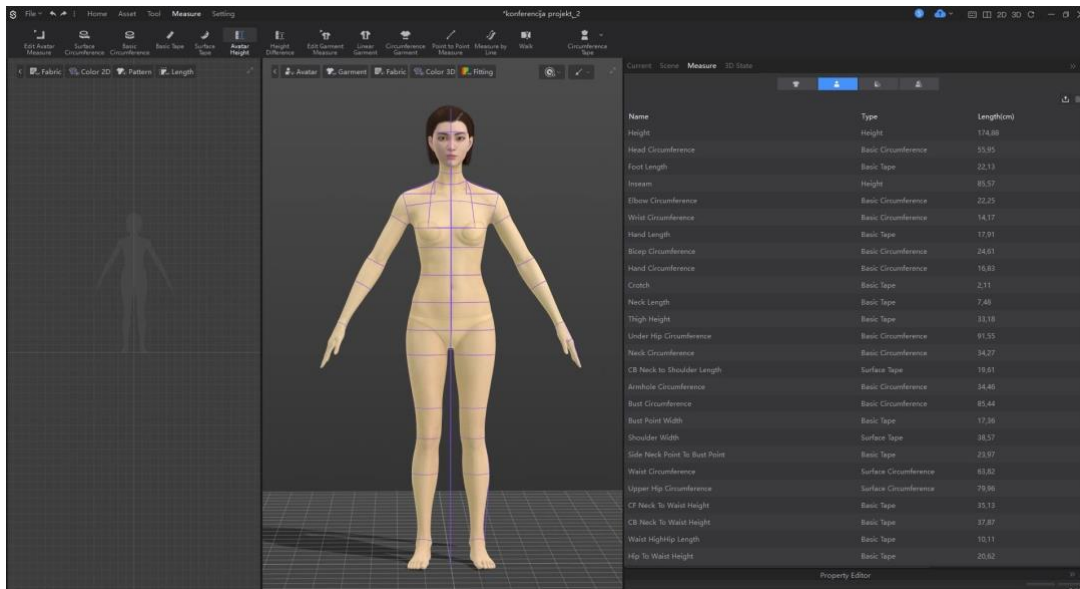 File Home Asset Tool Measure Setting
*konferencija projekt_2
S
2D 3D
Edit Avatar Measure
Surface Circumference
Basic Circumference
Basic Tape
Surface Tape
Avatar Height
Height Difference
Edit Garment Measure
Linear Garment
Circumference Garment
Point to Point Measure
Measure by Line
Walk
Circumference Tape
Fabric Color 2D Pattern Length
Avatar Garment Fabric Color 3D Fitting
Current Scene Measure 3D State
Name Type Length(cm)
Height Height 174,88
Head Circumference Basic Circumference 55,95
Foot Length Basic Tape 22,13
Inseam Height 85,57
Elbow Circumference Basic Circumference 22,25
Wrist Circumference Basic Circumference 14,17
Hand Length Basic Tape 17,91
Bicep Circumference Basic Circumference 24,61
Hand Circumference Basic Circumference 16,83
Crotch Basic Tape 2,11
Neck Length Basic Tape 7,48
Thigh Height Basic Tape 33,18
Under Hip Circumference Basic Circumference 91,55
Neck Circumference Basic Circumference 34,27
CB Neck to Shoulder Length Surface Tape 19,61
Armhole Circumference Basic Circumference 34,46
Bust Circumference Basic Circumference 85,44
Bust Point Width Basic Tape 17,36
Shoulder Width Surface Tape 38,57
Side Neck Point To Bust Point Basic Tape 23,97
Waist Circumference Surface Circumference 63,82
Upper Hip Circumference Surface Circumference 79,96
CF Neck To Waist Height Basic Tape 35,13
CB Neck To Waist Height Basic Tape 37,87
Waist HighHip Length Basic Tape 10,11
Hip To Waist Height Basic Tape 20,62
Property Editor